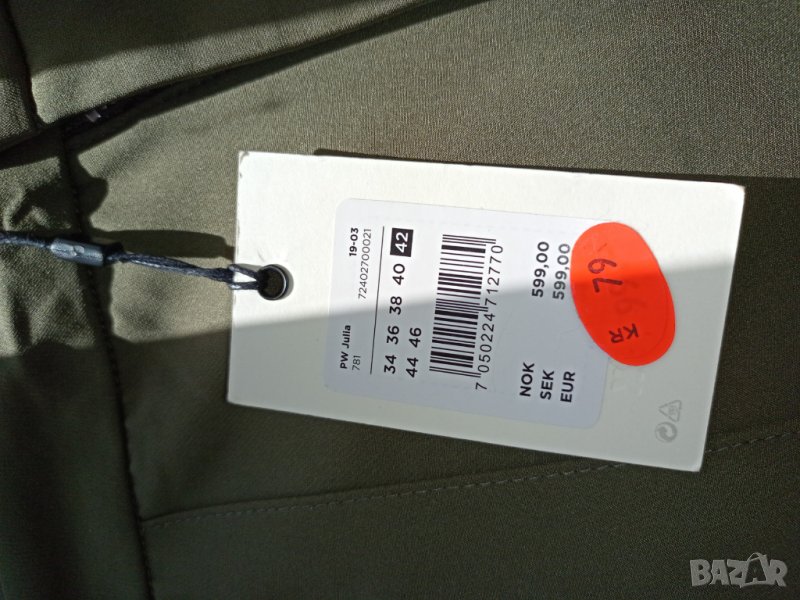 PW Julia 19-03
781 72402700021
34 36 38 40 42
44 46
7 050224 712770
NOK 599,00
SEK 599,00
EUR
79
KR
BAZAR